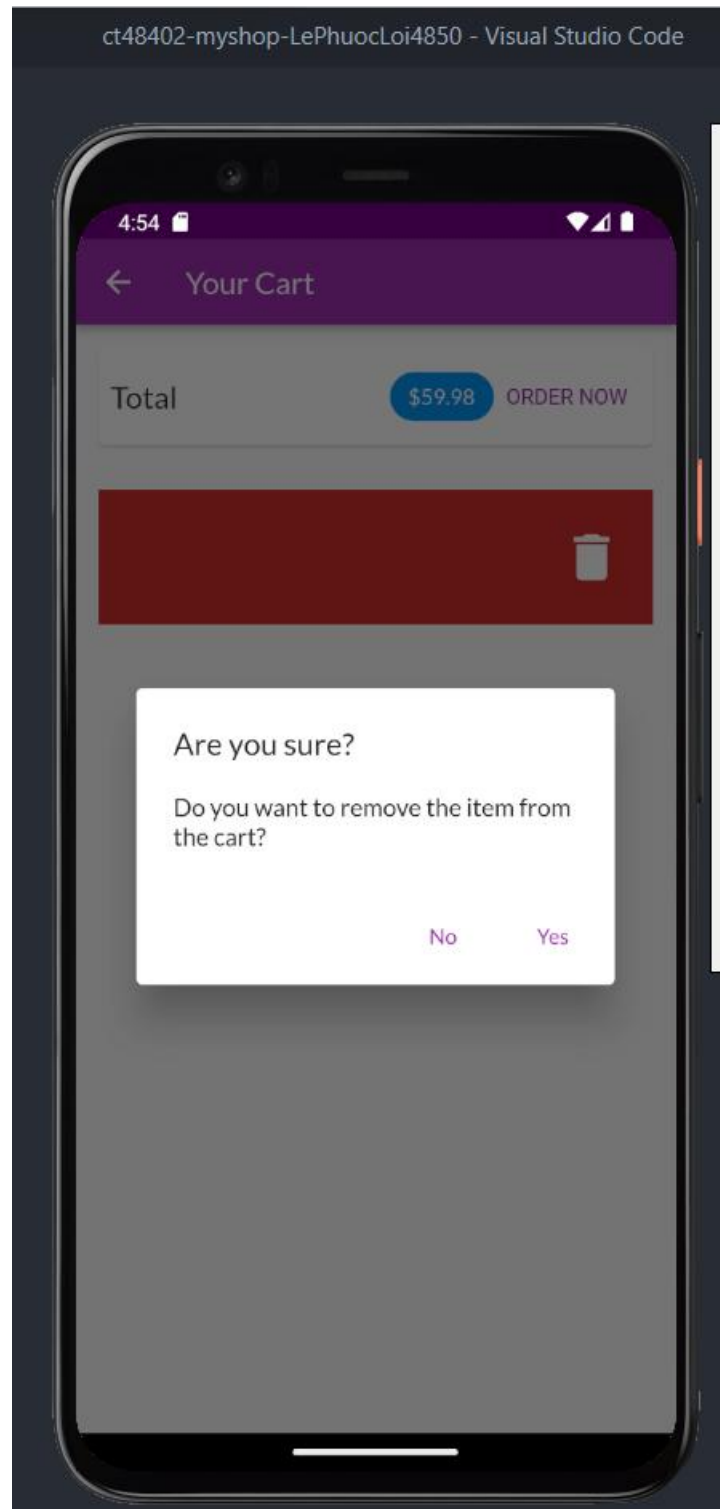 ct48402-myshop-LePhuocLoi4850 - Visual Studio Code
4:54
Your Cart
Total $59.98 ORDER NOW
Are you sure?
Do you want to remove the item from
the cart?
No Yes